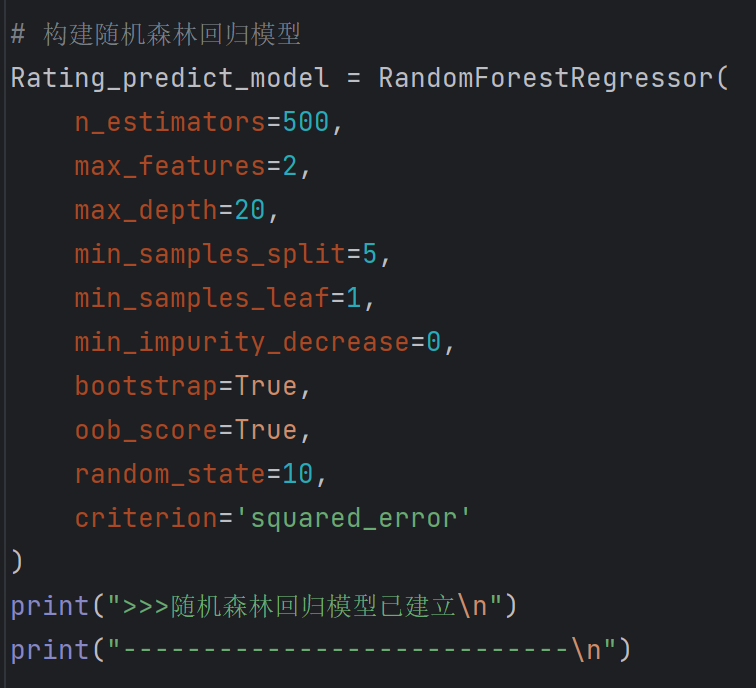 # 构建随机森林回归模型
Rating_predict_model = RandomForestRegressor(
    n_estimators=500,
    max_features=2,
    max_depth=20,
    min_samples_split=5,
    min_samples_leaf=1,
    min_impurity_decrease=0,
    bootstrap=True,
    oob_score=True,
    random_state=10,
    criterion='squared_error'
)
print(">>>随机森林回归模型已建立\n")
print("----------------------------\n")